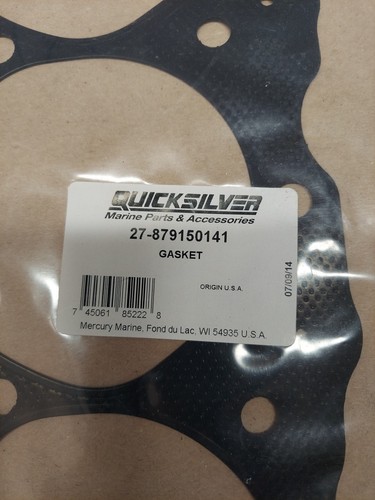 QUICKSILVER
Marine Parts & Accessories
27-879150141
GASKET
ORIGIN U.S.A.
07/09/14
7 45061 85222 8
Mercury Marine, Fond du Lac, WI 54935 U.S.A.